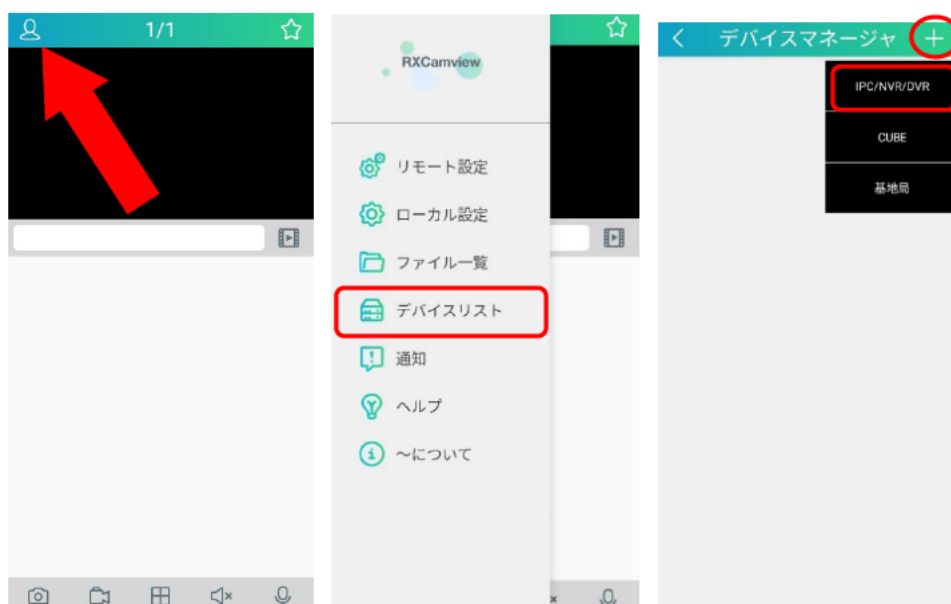 1/1
RXCamview
リモート設定
ローカル設定
ファイル一覧
デバイスリスト
通知
ヘルプ
～について
デバイスマネージャ
IPC/NVR/DVR
CUBE
基地局